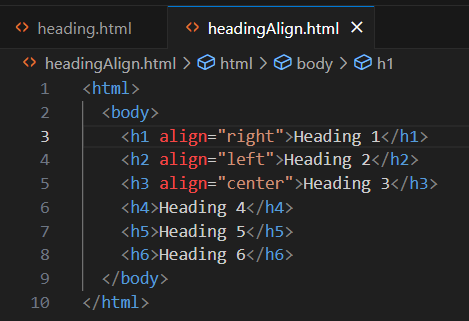 heading.html headingAlign.html ×
headingAlign.html > html > body > h1
1 <html>
2 <body>
3 <h1 align="right">Heading 1</h1>
4 <h2 align="left">Heading 2</h2>
5 <h3 align="center">Heading 3</h3>
6 <h4>Heading 4</h4>
7 <h5>Heading 5</h5>
8 <h6>Heading 6</h6>
9 </body>
10 </html>